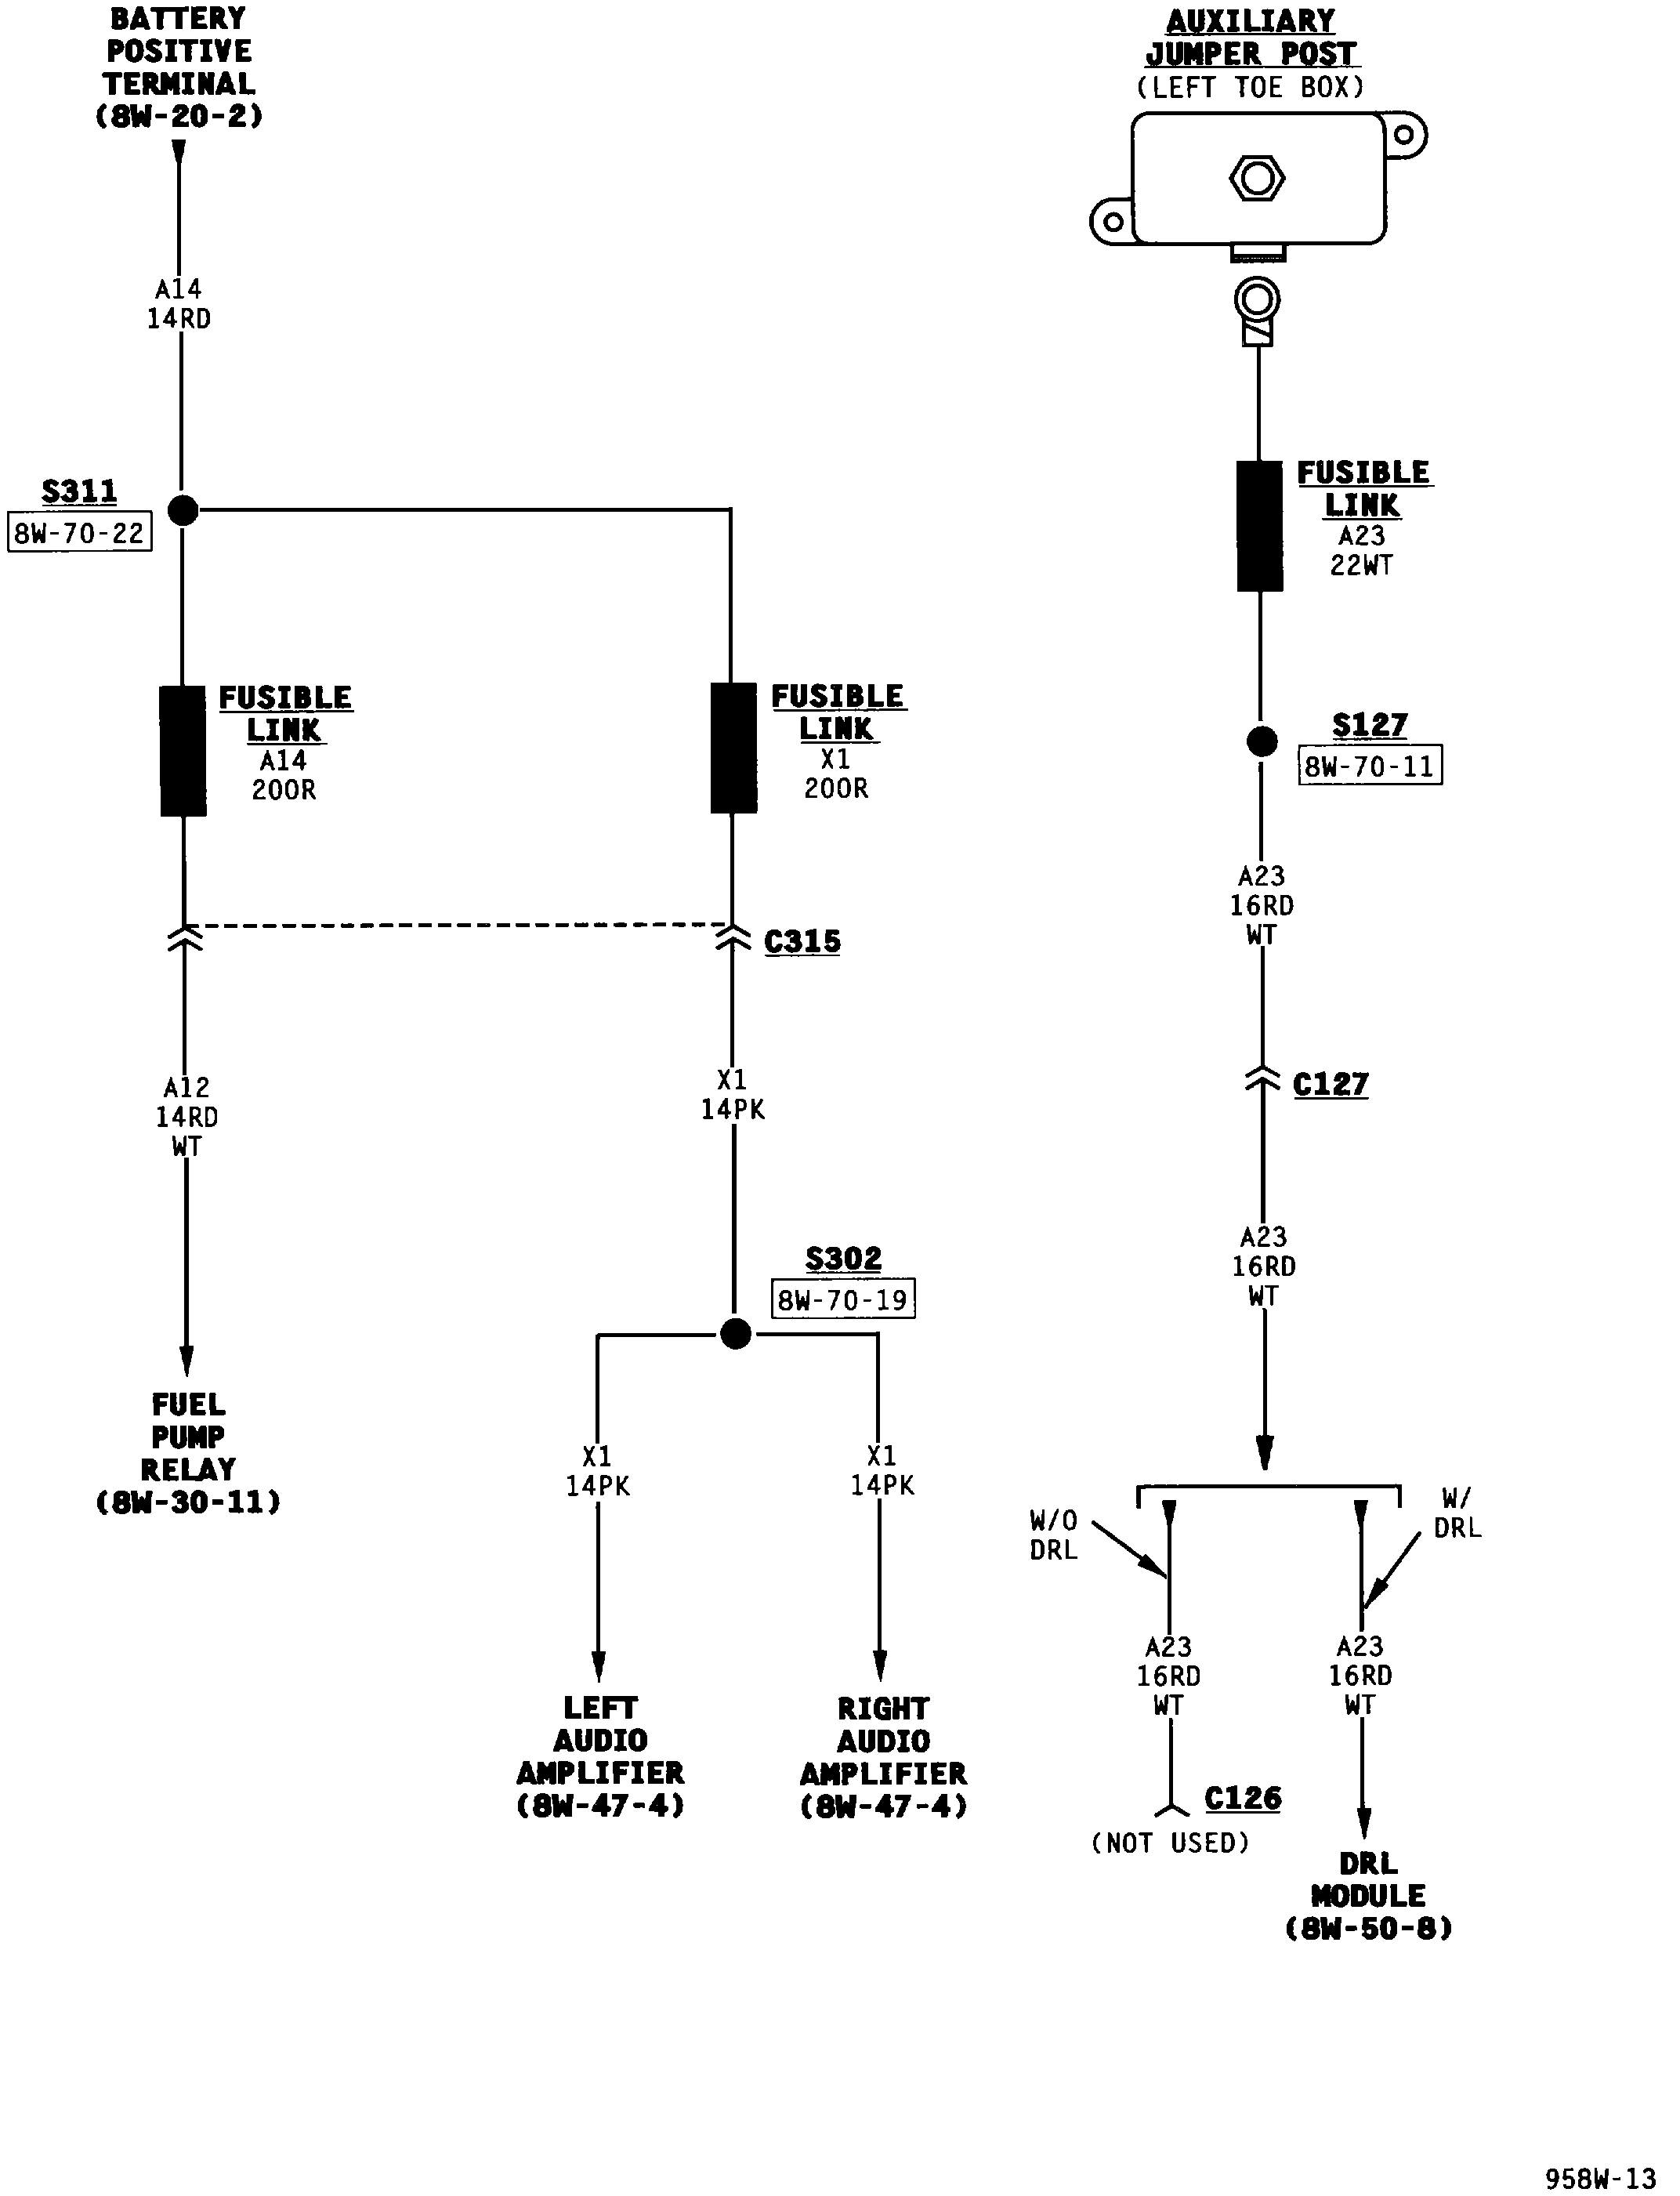 BATTERY
POSITIVE
TERMINAL
(8W-20-2)
A14
14RD
S311
8W-70-22
FUSIBLE
LINK
A14
200R
FUSIBLE
LINK
X1
200R
C315
A12
14RD
WT
X1
14PK
S302
8W-70-19
FUEL
PUMP
RELAY
(8W-30-11)
X1
14PK
X1
14PK
LEFT
AUDIO
AMPLIFIER
(8W-47-4)
RIGHT
AUDIO
AMPLIFIER
(8W-47-4)
AUXILIARY
JUMPER POST
(LEFT TOE BOX)
FUSIBLE
LINK
A23
22WT
S127
8W-70-11
A23
16RD
WT
C127
A23
16RD
WT
W/O
DRL
W/
DRL
A23
16RD
WT
A23
16RD
WT
C126
(NOT USED)
DRL
MODULE
(8W-50-8)
958W-13